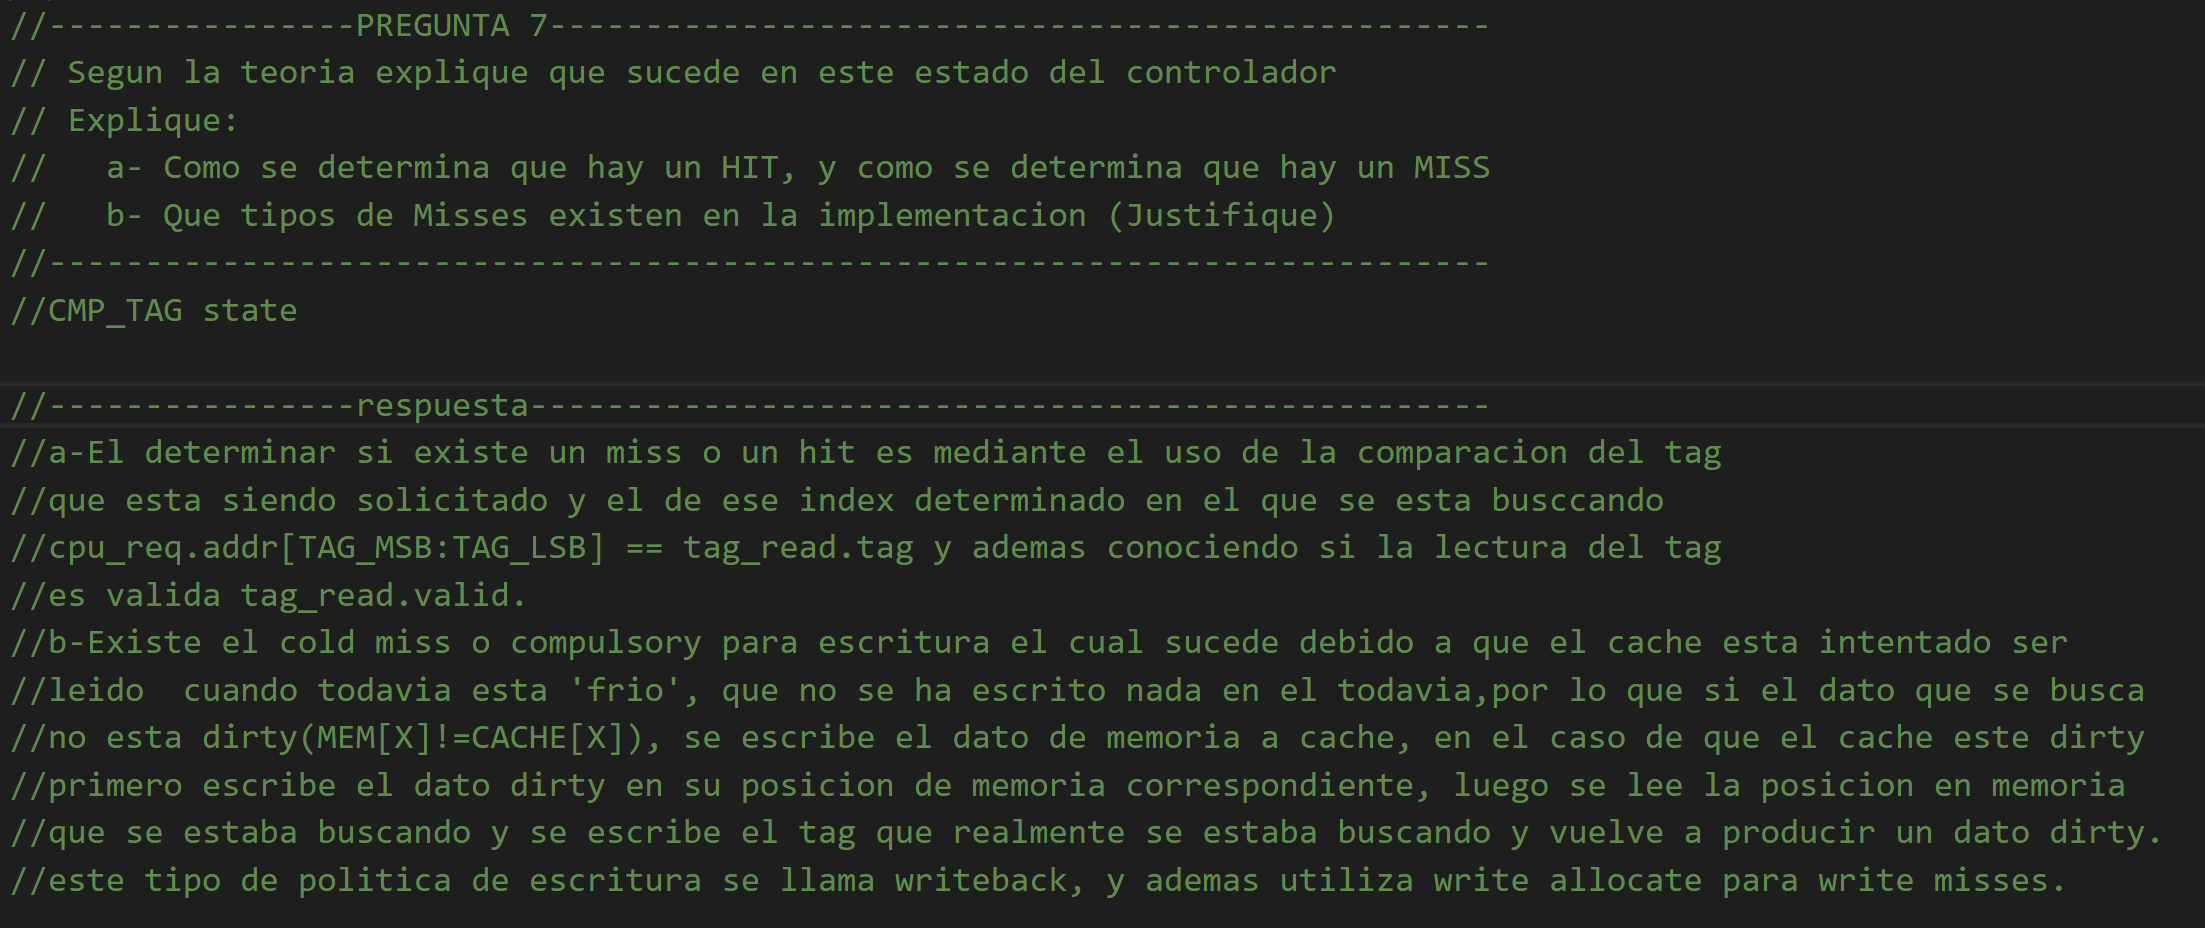 //----------------PREGUNTA 7-------------------------------------------------
// Segun la teoria explique que sucede en este estado del controlador
// Explique:
//   a- Como se determina que hay un HIT, y como se determina que hay un MISS
//   b- Que tipos de Misses existen en la implementacion (Justifique)
//---------------------------------------------------------------------------
//CMP_TAG state
//----------------respuesta--------------------------------------------------
//a-El determinar si existe un miss o un hit es mediante el uso de la comparacion del tag
//que esta siendo solicitado y el de ese index determinado en el que se esta busccando
//cpu_req.addr[TAG_MSB:TAG_LSB] == tag_read.tag y ademas conociendo si la lectura del tag
//es valida tag_read.valid.
//b-Existe el cold miss o compulsory para escritura el cual sucede debido a que el cache esta intentado ser
//leido  cuando todavia esta 'frio', que no se ha escrito nada en el todavia,por lo que si el dato que se busca
//no esta dirty(MEM[X]!=CACHE[X]), se escribe el dato de memoria a cache, en el caso de que el cache este dirty
//primero escribe el dato dirty en su posicion de memoria correspondiente, luego se lee la posicion en memoria
//que se estaba buscando y se escribe el tag que realmente se estaba buscando y vuelve a producir un dato dirty.
//este tipo de politica de escritura se llama writeback, y ademas utiliza write allocate para write misses.